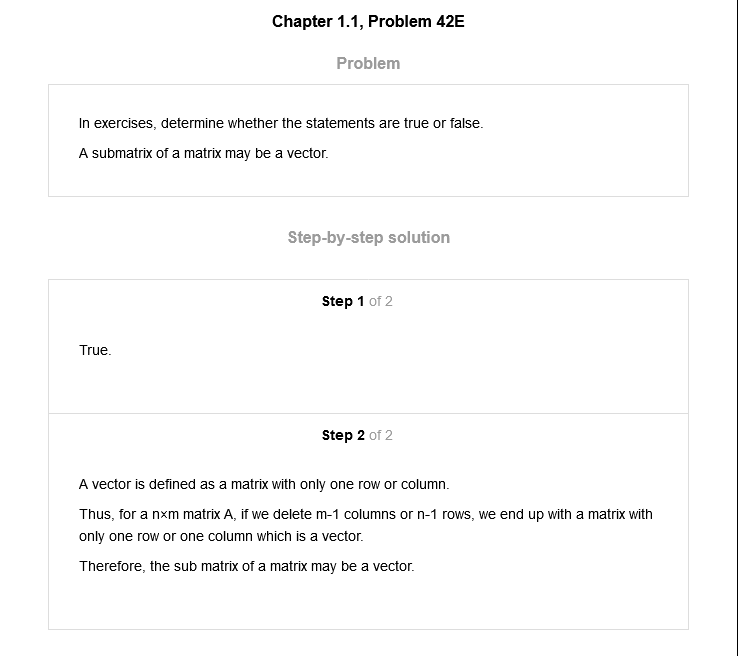 Chapter 1.1, Problem 42E
Problem
In exercises, determine whether the statements are true or false.
A submatrix of a matrix may be a vector.
Step-by-step solution
Step 1 of 2
True.
Step 2 of 2
A vector is defined as a matrix with only one row or column.
Thus, for a n×m matrix A, if we delete m-1 columns or n-1 rows, we end up with a matrix with
only one row or one column which is a vector.
Therefore, the sub matrix of a matrix may be a vector.